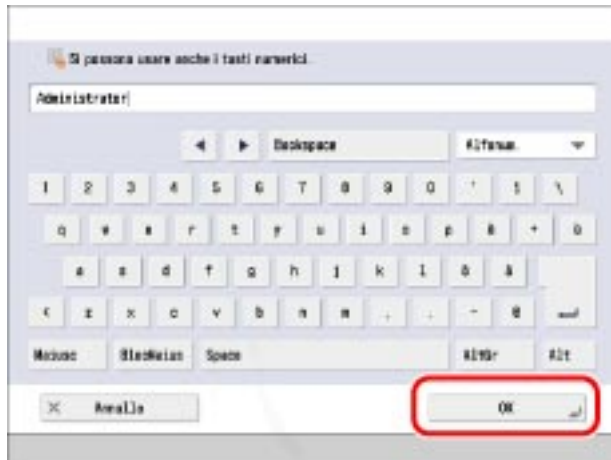 Si possono usare anche i tasti numerici.
Administrator
Backspace Alfanum.
1 2 3 4 5 6 7 8 9 0 ' ì \
q w e r t y u i o p è + ù
a s d f g h j k l ò à
< z x c v b n m , . - @
Maiusc BlocMaius Space AltGr Alt
Annulla OK